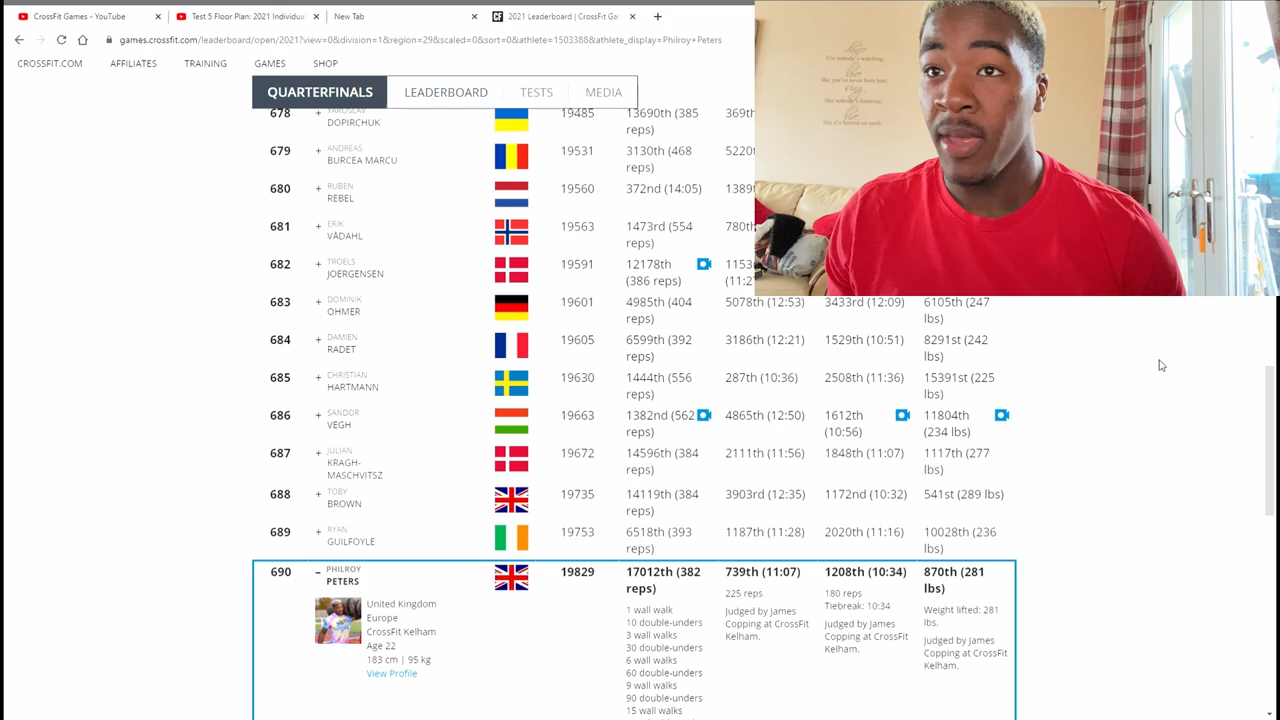 CrossFit Games - YouTube
Test 5 Floor Plan: 2021 Individua
New Tab
2021 Leaderboard | CrossFit Ga
games.crossfit.com/leaderboard/open/2021?view=0&division=1&region=29&scaled=0&sort=0&athlete=1503388&athlete_display=Philroy+Peters
CROSSFIT.COM AFFILIATES TRAINING GAMES SHOP
QUARTERFINALS LEADERBOARD TESTS MEDIA
678 + YAROSLAV DOPIRCHUK 19485 13690th (385 reps) 369th
679 + ANDREAS BURCEA MARCU 19531 3130th (468 reps) 5220t
680 + RUBEN REBEL 19560 372nd (14:05) 1389
681 + ERIK VÅDAHL 19563 1473rd (554 reps) 780th
682 + TROELS JOERGENSEN 19591 12178th (386 reps) 1153 (11:2
683 + DOMINIK OHMER 19601 4985th (404 reps) 5078th (12:53) 3433rd (12:09) 6105th (247 lbs)
684 + DAMIEN RADET 19605 6599th (392 reps) 3186th (12:21) 1529th (10:51) 8291st (242 lbs)
685 + CHRISTIAN HARTMANN 19630 1444th (556 reps) 287th (10:36) 2508th (11:36) 15391st (225 lbs)
686 + SANDOR VEGH 19663 1382nd (562 reps) 4865th (12:50) 1612th (10:56) 11804th (234 lbs)
687 + JULIAN KRAGH-MASCHVITSZ 19672 14596th (384 reps) 2111th (11:56) 1848th (11:07) 1117th (277 lbs)
688 + TOBY BROWN 19735 14119th (384 reps) 3903rd (12:35) 1172nd (10:32) 541st (289 lbs)
689 + RYAN GUILFOYLE 19753 6518th (393 reps) 1187th (11:28) 2020th (11:16) 10028th (236 lbs)
690 – PHILROY PETERS 19829 17012th (382 reps) 739th (11:07) 1208th (10:34) 870th (281 lbs)
United Kingdom
Europe
CrossFit Kelham
Age 22
183 cm | 95 kg
View Profile
1 wall walk
10 double-unders
3 wall walks
30 double-unders
6 wall walks
60 double-unders
9 wall walks
90 double-unders
15 wall walks
225 reps
Judged by James
Copping at CrossFit
Kelham.
180 reps
Tiebreak: 10:34
Judged by James
Copping at CrossFit
Kelham.
Weight lifted: 281
lbs.
Judged by James
Copping at CrossFit
Kelham.
dance
love
sing